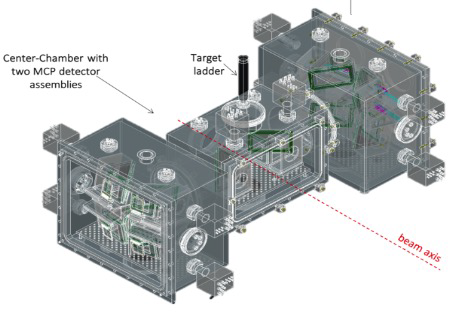 Center-Chamber with
two MCP detector
assemblies
Target
ladder
beam axis